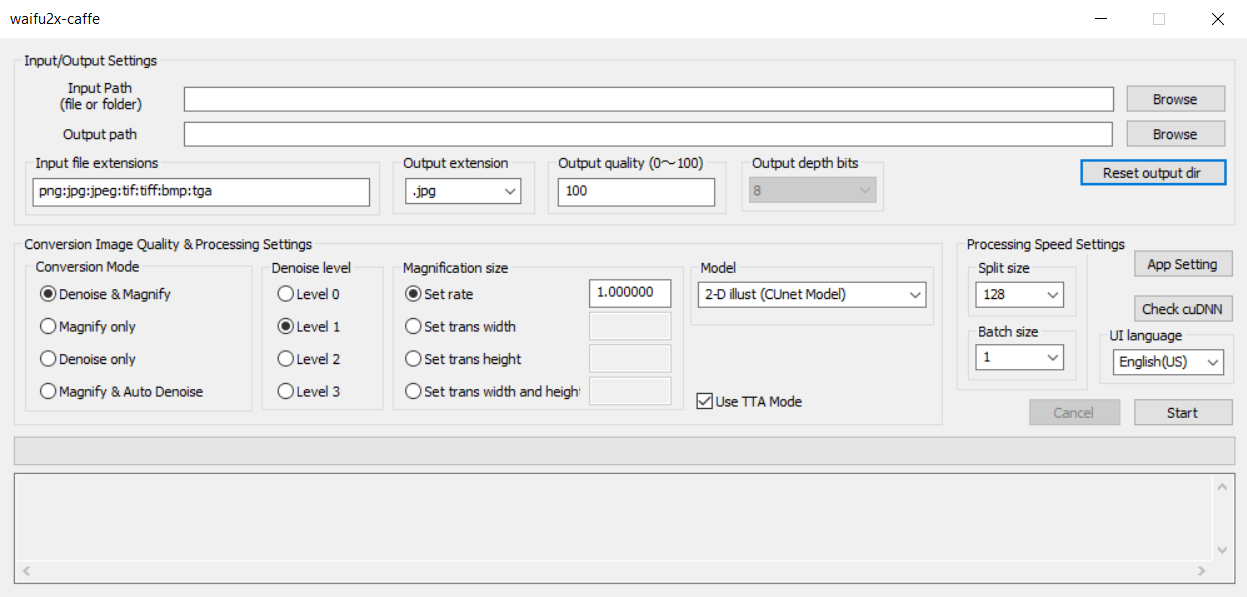 waifu2x-caffe
Input/Output Settings
Input Path
(file or folder)
Browse
Output path
Browse
Input file extensions
Output extension
Output quality (0～100)
Output depth bits
png:jpg:jpeg:tif:tiff:bmp:tga
.jpg
100
8
Reset output dir
Conversion Image Quality & Processing Settings
Conversion Mode
Denoise & Magnify
Magnify only
Denoise only
Magnify & Auto Denoise
Denoise level
Level 0
Level 1
Level 2
Level 3
Magnification size
Set rate
1.000000
Set trans width
Set trans height
Set trans width and height
Model
2-D illust (CUnet Model)
Use TTA Mode
Processing Speed Settings
Split size
128
Batch size
1
App Setting
Check cuDNN
UI language
English(US)
Cancel
Start